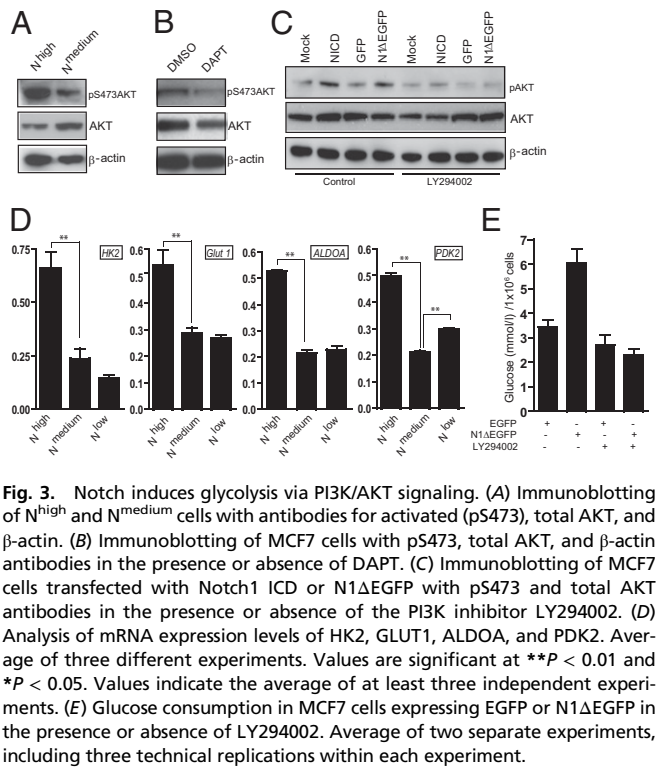 A
N high
N medium
pS473AKT
AKT
β-actin
B
DMSO
DAPT
pS473AKT
AKT
β-actin
C
Mock
NICD
GFP
N1ΔEGFP
Mock
NICD
GFP
N1ΔEGFP
pAKT
AKT
β-actin
Control
LY294002
D
0.75
0.50
0.25
0.00
**
HK2
N high
N medium
N low
0.6
0.5
0.4
0.3
0.2
0.1
0.0
**
Glut 1
N high
N medium
N low
0.6
0.5
0.4
0.3
0.2
0.1
0.0
**
ALDOA
N high
N medium
N low
0.6
0.5
0.4
0.3
0.2
0.1
0.0
**
**
PDK2
N high
N medium
N low
E
Glucose (mmol/l) /1x10⁶ cells
7
6
5
4
3
2
1
0
EGFP + - + -
N1ΔEGFP - + - +
LY294002 - - + +
Fig. 3. Notch induces glycolysis via PI3K/AKT signaling. (A) Immunoblotting
of Nhigh and Nmedium cells with antibodies for activated (pS473), total AKT, and
β-actin. (B) Immunoblotting of MCF7 cells with pS473, total AKT, and β-actin
antibodies in the presence or absence of DAPT. (C) Immunoblotting of MCF7
cells transfected with Notch1 ICD or N1ΔEGFP with pS473 and total AKT
antibodies in the presence or absence of the PI3K inhibitor LY294002. (D)
Analysis of mRNA expression levels of HK2, GLUT1, ALDOA, and PDK2. Aver-
age of three different experiments. Values are significant at **P < 0.01 and
*P < 0.05. Values indicate the average of at least three independent experi-
ments. (E) Glucose consumption in MCF7 cells expressing EGFP or N1ΔEGFP in
the presence or absence of LY294002. Average of two separate experiments,
including three technical replications within each experiment.